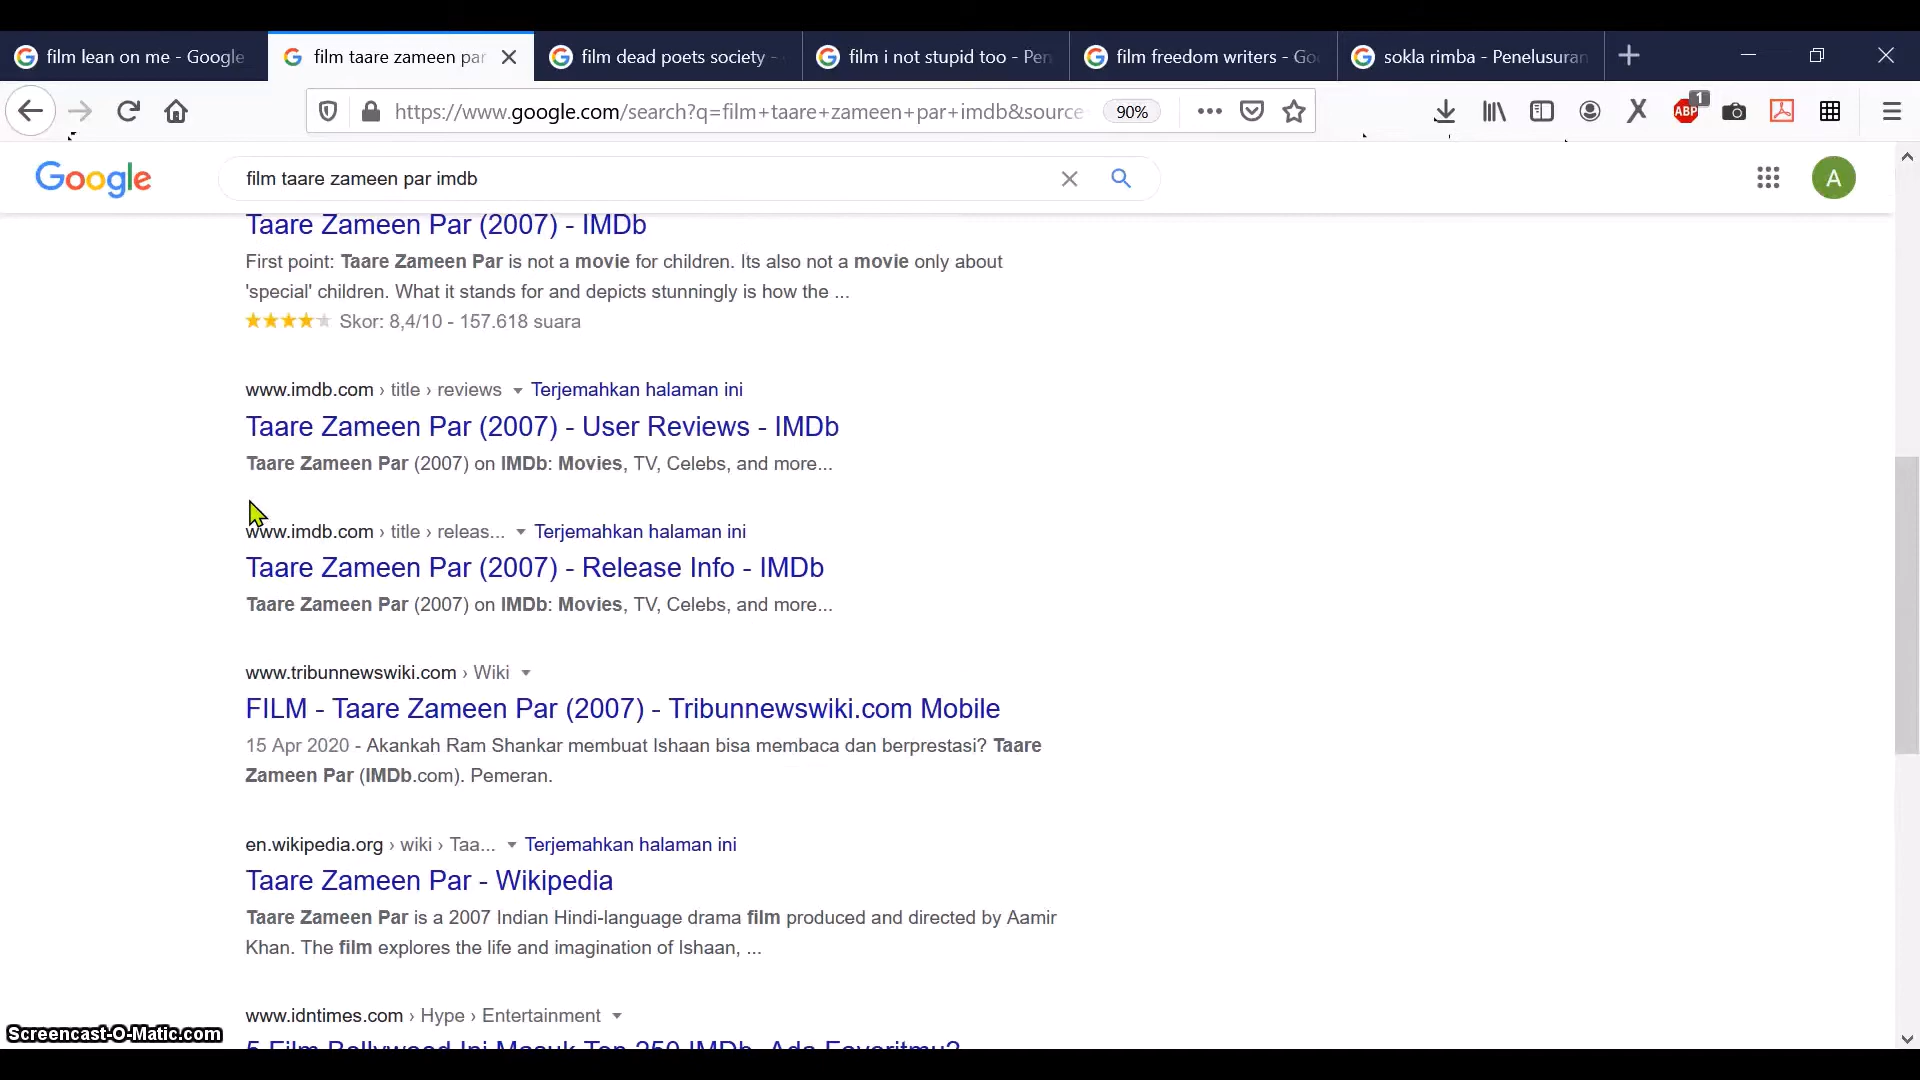 film lean on me - Google
film taare zameen par
film dead poets society -
film i not stupid too - Pen
film freedom writers - Go
sokla rimba - Penelusuran
https://www.google.com/search?q=film+taare+zameen+par+imdb&source
90%
ABP
1
Google
film taare zameen par imdb
A
Taare Zameen Par (2007) - IMDb
First point: Taare Zameen Par is not a movie for children. Its also not a movie only about
'special' children. What it stands for and depicts stunningly is how the ...
Skor: 8,4/10 - 157.618 suara
www.imdb.com › title › reviews Terjemahkan halaman ini
Taare Zameen Par (2007) - User Reviews - IMDb
Taare Zameen Par (2007) on IMDb: Movies, TV, Celebs, and more...
www.imdb.com › title › releas... Terjemahkan halaman ini
Taare Zameen Par (2007) - Release Info - IMDb
Taare Zameen Par (2007) on IMDb: Movies, TV, Celebs, and more...
www.tribunnewswiki.com › Wiki
FILM - Taare Zameen Par (2007) - Tribunnewswiki.com Mobile
15 Apr 2020 - Akankah Ram Shankar membuat Ishaan bisa membaca dan berprestasi? Taare
Zameen Par (IMDb.com). Pemeran.
en.wikipedia.org › wiki › Taa... Terjemahkan halaman ini
Taare Zameen Par - Wikipedia
Taare Zameen Par is a 2007 Indian Hindi-language drama film produced and directed by Aamir
Khan. The film explores the life and imagination of Ishaan, ...
www.idntimes.com › Hype › Entertainment
5 Film Bollywood Ini Masuk Top 250 IMDb, Ada Favoritmu?
Screencast-O-Matic.com